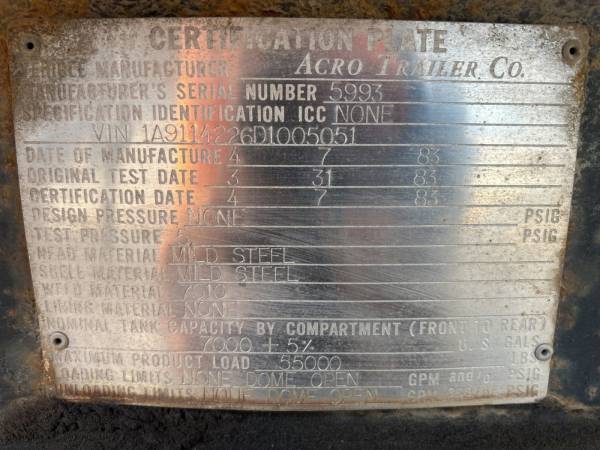 CERTIFICATION PLATE
VEHICLE MANUFACTURER ACRO TRAILER CO.
MANUFACTURER'S SERIAL NUMBER 5993
SPECIFICATION IDENTIFICATION ICC NONE
VIN 1A9114226D1005051
DATE OF MANUFACTURE 4 7 83
ORIGINAL TEST DATE 3 31 83
CERTIFICATION DATE 4 7 83
DESIGN PRESSURE NONE PSIG
TEST PRESSURE PSIG
HEAD MATERIAL MILD STEEL
SHELL MATERIAL MILD STEEL
WELD MATERIAL 7010
LINING MATERIAL NONE
NOMINAL TANK CAPACITY BY COMPARTMENT (FRONT TO REAR)
7000 + 5% U.S GALS
MAXIMUM PRODUCT LOAD 55000 LBS
LOADING LIMITS NONE DOME OPEN GPM and/or PSIG
UNLOADING LIMITS NONE DOME OPEN GPM and/or PSIG